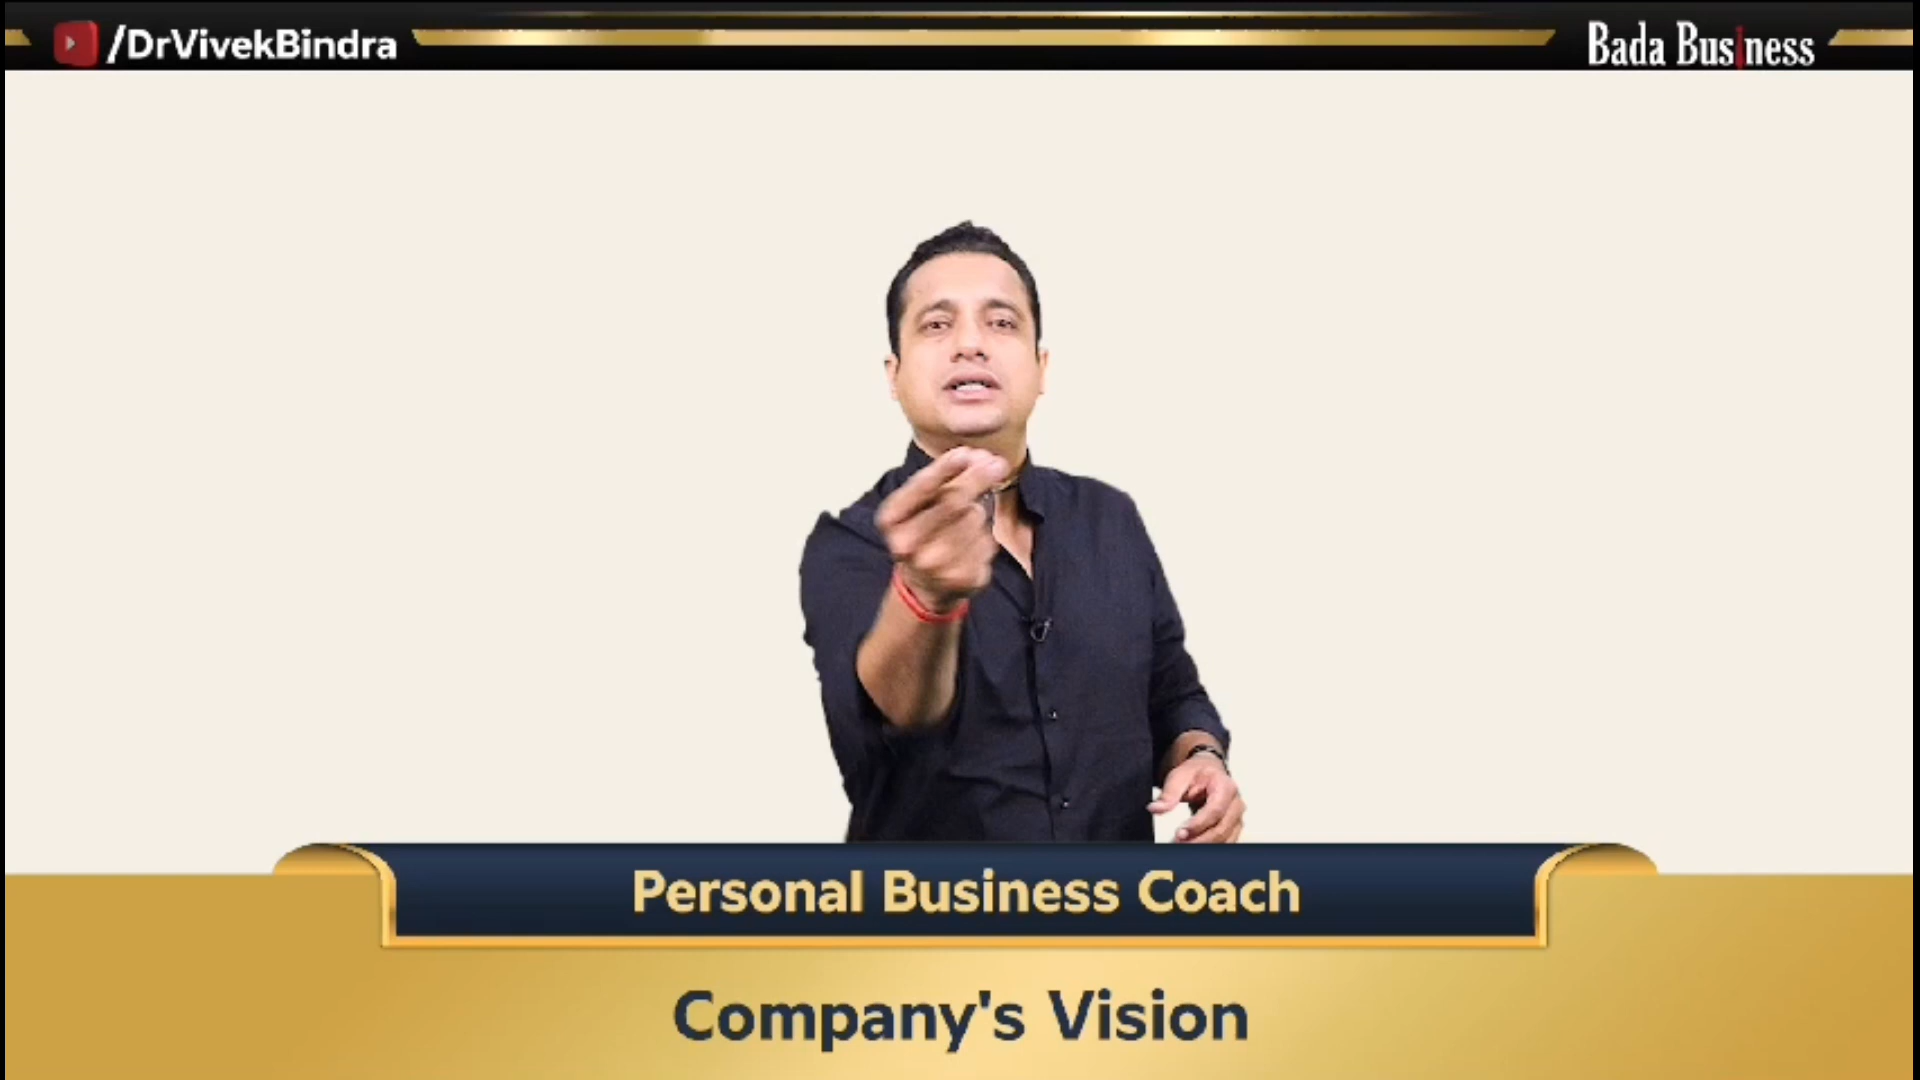 /DrVivekBindra
Bada Business
Personal Business Coach
Company's Vision